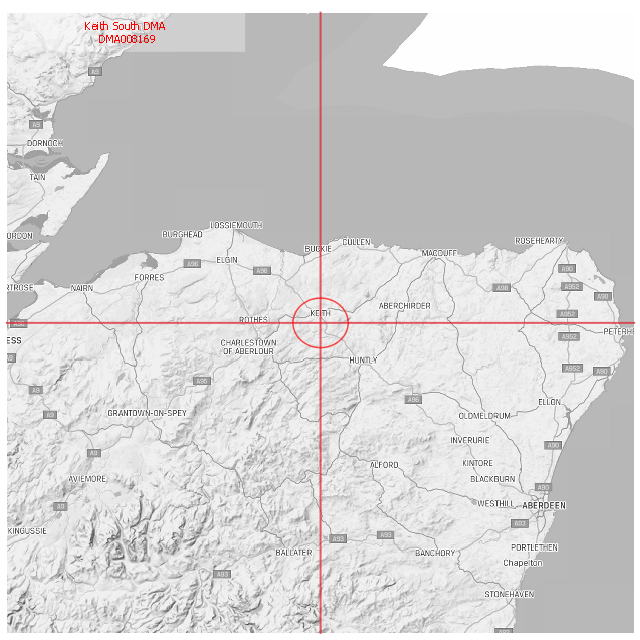 Keith South DMA
DMA008169
A9
A9
DORNOCH
TAIN
LOSSIEMOUTH
BURGHEAD
CULLEN
BUCKIE
ROSEHEARTY
MACDUFF
ELGIN
A96
A98
A90
FORRES
NAIRN
A98
A952
A90
ABERCHIRDER
KEITH
ROTHES
A952
PETERH
ESS
A952
CHARLESTOWN
OF ABERLOUR
HUNTLY
A952
A90
A95
A9
A96
ELLON
GRANTOWN-ON-SPEY
A9
OLDMELDRUM
INVERURIE
A90
A9
ALFORD
KINTORE
AVIEMORE
BLACKBURN
A90
A9
WESTHILL
ABERDEEN
KINGUSSIE
A93
A93
A93
BALLATER
BANCHORY
PORTLETHEN
Chapelton
A93
STONEHAVEN